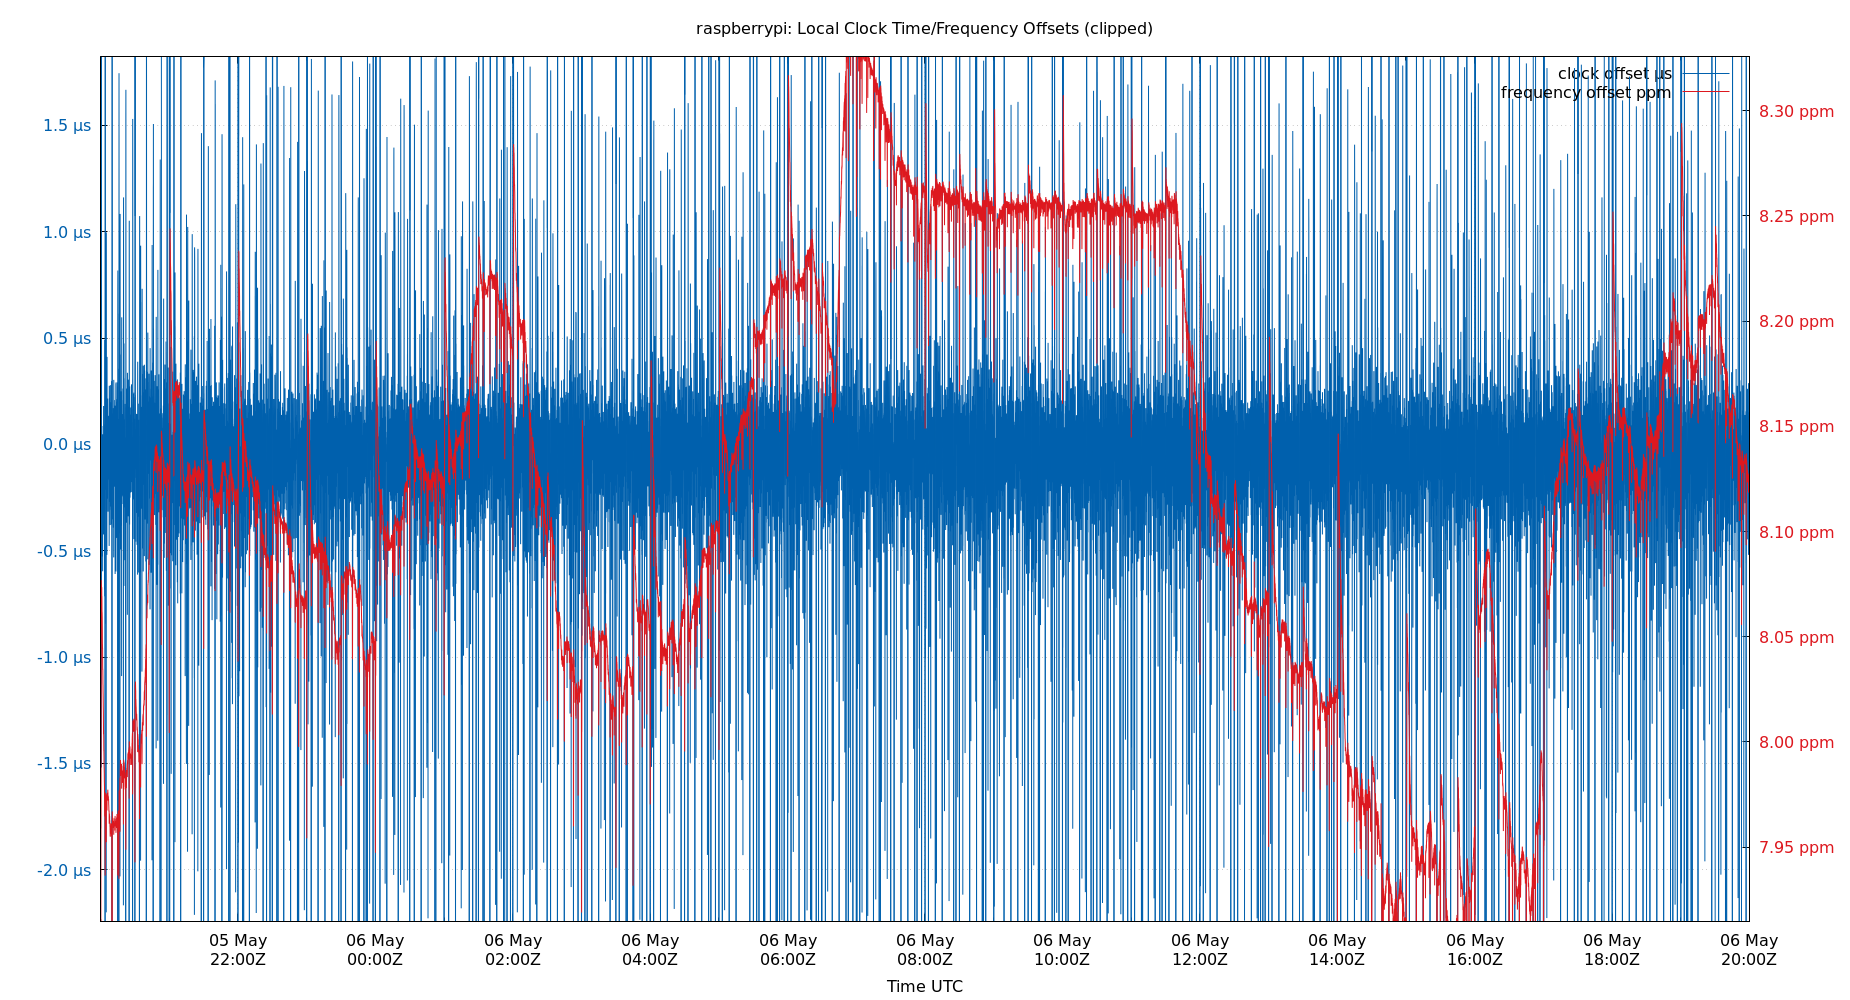 raspberrypi: Local Clock Time/Frequency Offsets (clipped)
clock offset µs
frequency offset ppm
1.5 µs
1.0 µs
0.5 µs
0.0 µs
-0.5 µs
-1.0 µs
-1.5 µs
-2.0 µs
8.30 ppm
8.25 ppm
8.20 ppm
8.15 ppm
8.10 ppm
8.05 ppm
8.00 ppm
7.95 ppm
05 May
22:00Z
06 May
00:00Z
06 May
02:00Z
06 May
04:00Z
06 May
06:00Z
06 May
08:00Z
06 May
10:00Z
06 May
12:00Z
06 May
14:00Z
06 May
16:00Z
06 May
18:00Z
06 May
20:00Z
Time UTC